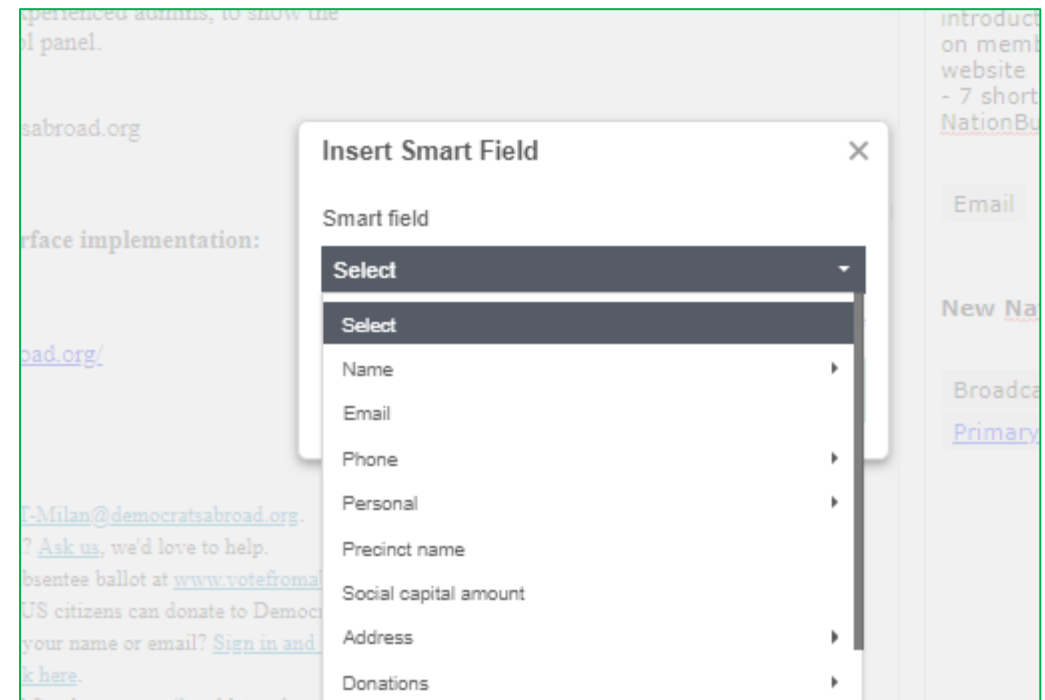 xperienced admins, to show the
ol panel.
sabroad.org
rface implementation:
oad.org/
T-Milan@democratsabroad.org.
? Ask us, we'd love to help.
bsentee ballot at www.votefromal
US citizens can donate to Democr
your name or email? Sign in and
k here.
Insert Smart Field
Smart field
Select
Select
Name
Email
Phone
Personal
Precinct name
Social capital amount
Address
Donations
introduct
on memb
website
- 7 short
NationBu
Email
New Nat
Broadca
Primary